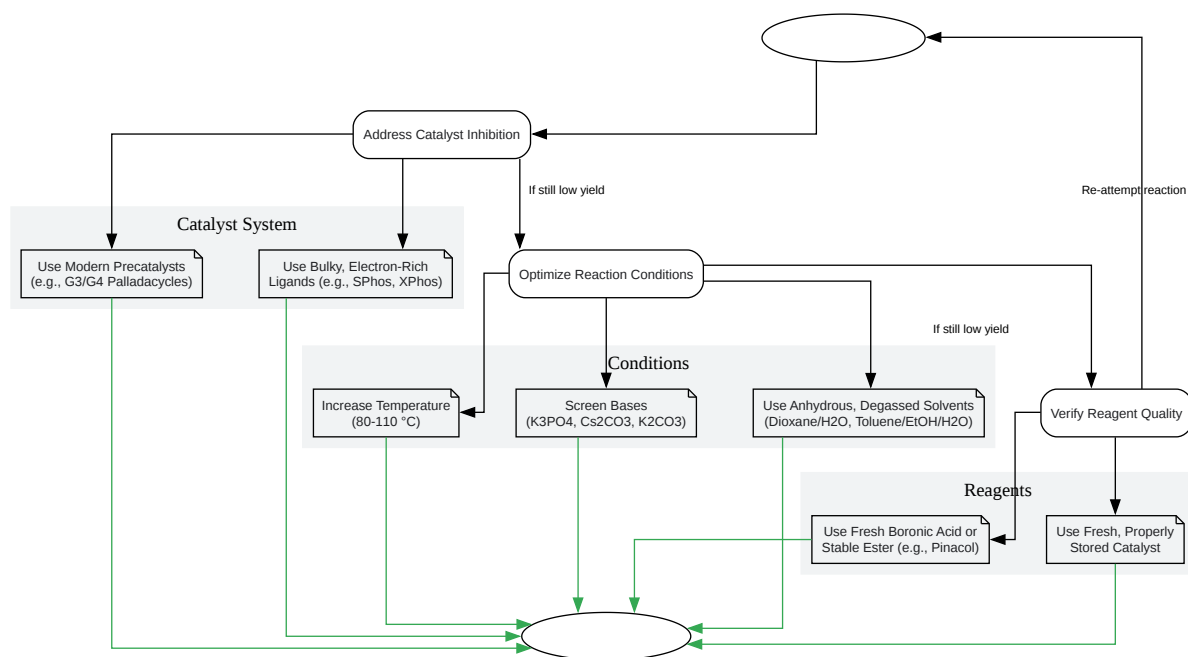 Address Catalyst Inhibition
If still low yield
Re-attempt reaction
Catalyst System
Use Modern Precatalysts
(e.g., G3/G4 Palladacycles)
Use Bulky, Electron-Rich
Ligands (e.g., SPhos, XPhos)
Optimize Reaction Conditions
If still low yield
Conditions
Increase Temperature
(80-110 °C)
Screen Bases
(K3PO4, Cs2CO3, K2CO3)
Use Anhydrous, Degassed Solvents
(Dioxane/H2O, Toluene/EtOH/H2O)
Verify Reagent Quality
Reagents
Use Fresh Boronic Acid or
Stable Ester (e.g., Pinacol)
Use Fresh, Properly
Stored Catalyst